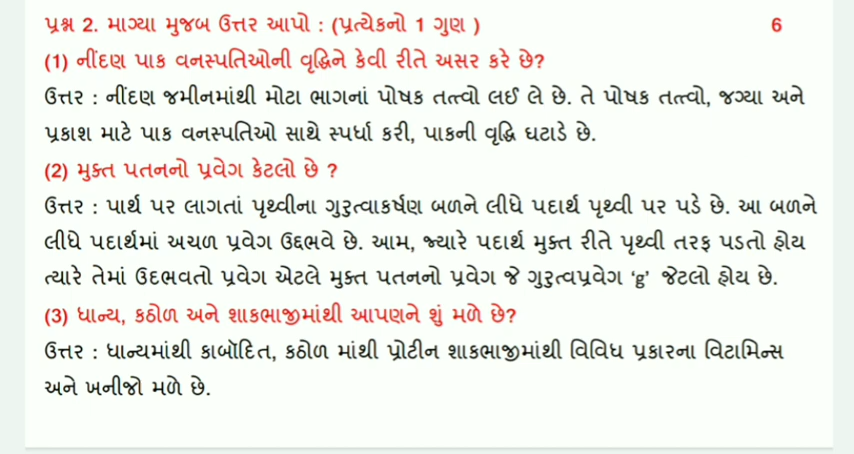 પ્રશ્ન 2. માગ્યા મુજબ ઉત્તર આપો : (પ્રત્યેકનો 1 ગુણ ) 6
(1) નીંદણ પાક વનસ્પતિઓની વૃદ્ધિને કેવી રીતે અસર કરે છે?
ઉત્તર : નીંદણ જમીનમાંથી મોટા ભાગનાં પોષક તત્ત્વો લઈ લે છે. તે પોષક તત્ત્વો, જગ્યા અને
પ્રકાશ માટે પાક વનસ્પતિઓ સાથે સ્પર્ધા કરી, પાકની વૃદ્ધિ ઘટાડે છે.
(2) મુક્ત પતનનો પ્રવેગ કેટલો છે ?
ઉત્તર : પાર્થ પર લાગતાં પૃથ્વીના ગુરુત્વાકર્ષણ બળને લીધે પદાર્થ પૃથ્વી પર પડે છે. આ બળને
લીધે પદાર્થમાં અચળ પ્રવેગ ઉદ્દભવે છે. આમ, જ્યારે પદાર્થ મુક્ત રીતે પૃથ્વી તરફ પડતો હોય
ત્યારે તેમાં ઉદભવતો પ્રવેગ એટલે મુક્ત પતનનો પ્રવેગ જે ગુરુત્વપ્રવેગ ‘g’ જેટલો હોય છે.
(3) ધાન્ય, કઠોળ અને શાકભાજીમાંથી આપણને શું મળે છે?
ઉત્તર : ધાન્યમાંથી કાર્બોદિત, કઠોળ માંથી પ્રોટીન શાકભાજીમાંથી વિવિધ પ્રકારના વિટામિન્સ
અને ખનીજો મળે છે.